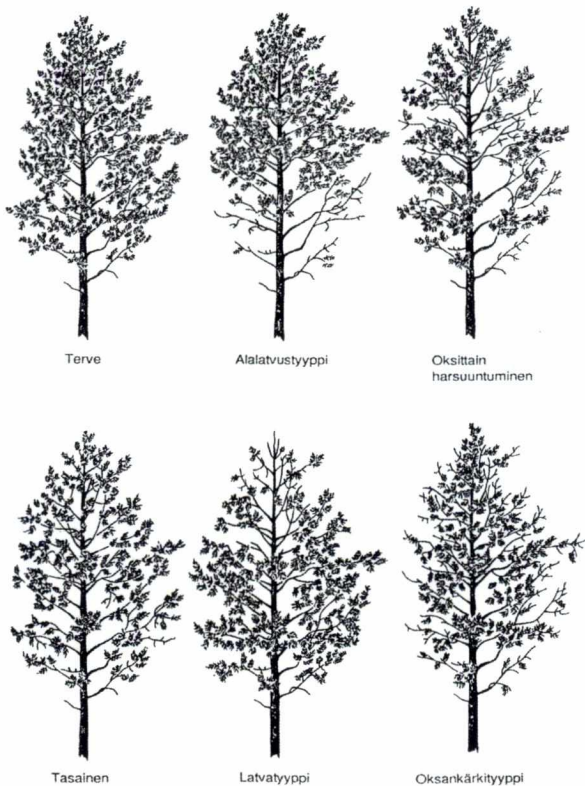 Terve
Alalatvustyyppi
Oksittain
harsuuntuminen
Tasainen
Latvatyyppi
Oksankärkityyppi